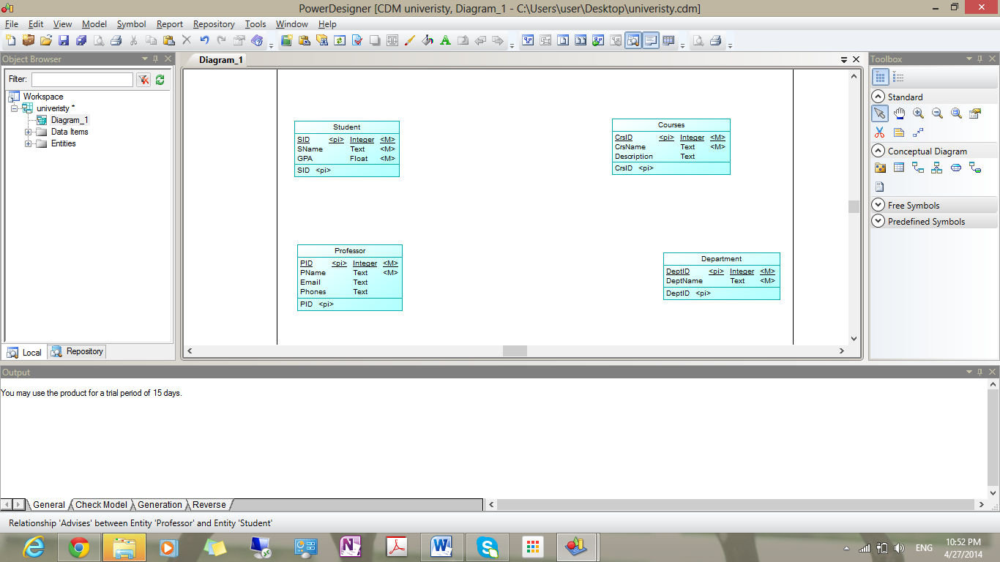 PowerDesigner [CDM univeristy, Diagram_1 - C:\Users\user\Desktop\univeristy.cdm]
File Edit View Model Symbol Report Repository Tools Window Help
Object Browser
Filter:
Workspace
univeristy *
Diagram_1
Data Items
Entities
Local Repository
Diagram_1
Student
SID <pi> Integer <M>
SName Text <M>
GPA Float <M>
SID <pi>
Courses
CrsID <pi> Integer <M>
CrsName Text <M>
Description Text
CrsID <pi>
Professor
PID <pi> Integer <M>
PName Text <M>
Email Text
Phones Text
PID <pi>
Department
DeptID <pi> Integer <M>
DeptName Text <M>
DeptID <pi>
Toolbox
Standard
Conceptual Diagram
Free Symbols
Predefined Symbols
Output
You may use the product for a trial period of 15 days.
General Check Model Generation Reverse
Relationship 'Advises' between Entity 'Professor' and Entity 'Student'
ENG
10:52 PM
4/27/2014